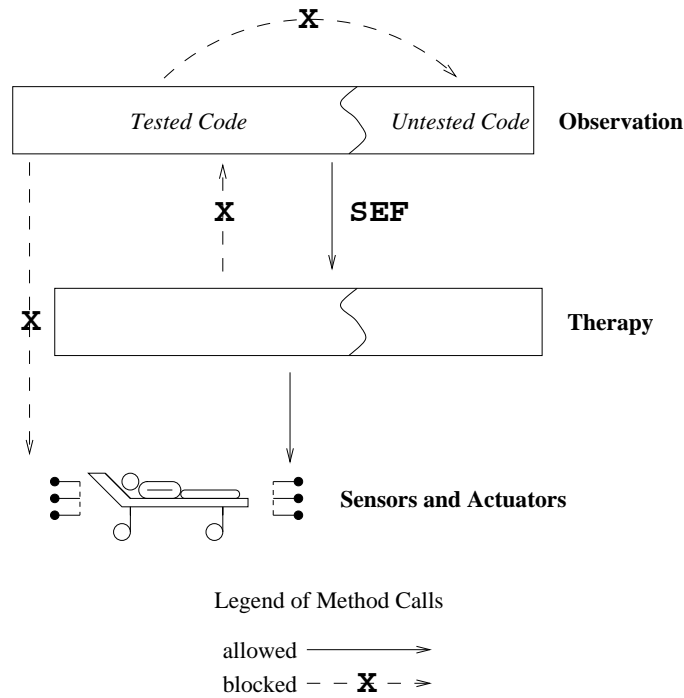 X
Tested Code Untested Code Observation
X SEF
X Therapy
Sensors and Actuators
Legend of Method Calls
allowed
blocked X